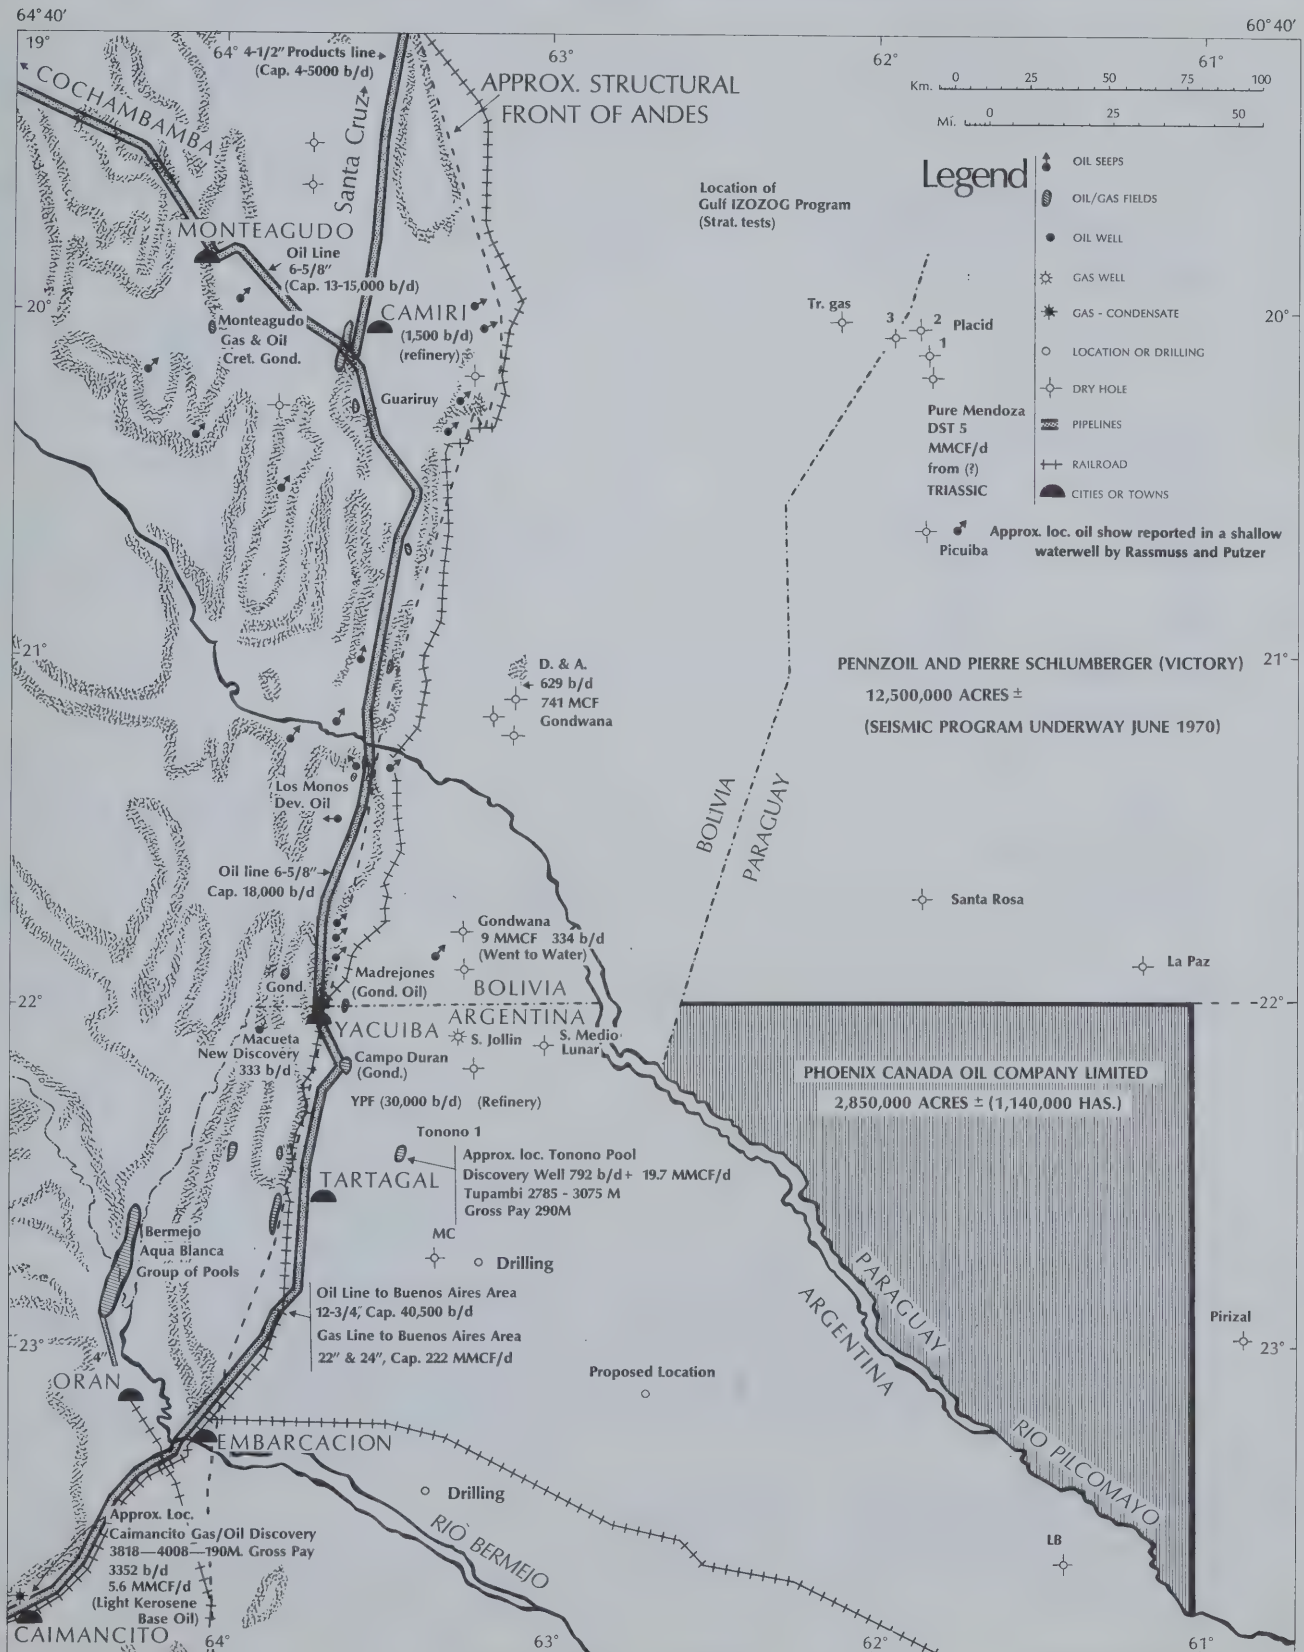 64°40′
60°40′
19°
64°
63°
62°
61°
4-1/2" Products line
(Cap. 4-5000 b/d)
COCHAMBAMBA
Santa Cruz
APPROX. STRUCTURAL
FRONT OF ANDES
Km.
0 25 50 75 100
Mi.
0 25 50
Legend
OIL SEEPS
OIL/GAS FIELDS
OIL WELL
GAS WELL
GAS - CONDENSATE
LOCATION OR DRILLING
DRY HOLE
PIPELINES
RAILROAD
CITIES OR TOWNS
Location of
Gulf IZOZOG Program
(Strat. tests)
MONTEAGUDO
Oil Line
6-5/8"
(Cap. 13-15,000 b/d)
20°
20°
Monteagudo
Gas & Oil
Cret. Gond.
CAMIRI
(1,500 b/d)
(refinery)
Guariruy
Tr. gas
3
2
Placid
1
Pure Mendoza
DST 5
MMCF/d
from (?)
TRIASSIC
Picuiba
Approx. loc. oil show reported in a shallow
waterwell by Rassmuss and Putzer
21°
21°
D. & A.
629 b/d
741 MCF
Gondwana
PENNZOIL AND PIERRE SCHLUMBERGER (VICTORY)
12,500,000 ACRES ±
(SEISMIC PROGRAM UNDERWAY JUNE 1970)
Los Monos
Dev. Oil
BOLIVIA
PARAGUAY
Oil line 6-5/8"
Cap. 18,000 b/d
Santa Rosa
Gondwana
9 MMCF 334 b/d
(Went to Water)
La Paz
Gond.
Madrejones
(Gond. Oil)
BOLIVIA
22°
22°
ARGENTINA
YACUIBA
Macueta
New Discovery
333 b/d
S. Jollin
S. Medio
Lunar
Campo Duran
(Gond.)
YPF (30,000 b/d) (Refinery)
PHOENIX CANADA OIL COMPANY LIMITED
2,850,000 ACRES ± (1,140,000 HAS.)
Tonono 1
Approx. loc. Tonono Pool
Discovery Well 792 b/d+ 19.7 MMCF/d
Tupambi 2785 - 3075 M
Gross Pay 290M
TARTAGAL
MC
Drilling
Bermejo
Aqua Blanca
Group of Pools
Oil Line to Buenos Aires Area
12-3/4", Cap. 40,500 b/d
Gas Line to Buenos Aires Area
22" & 24", Cap. 222 MMCF/d
PARAGUAY
ARGENTINA
Pirizal
23°
23°
4"
ORAN
Proposed Location
EMBARCACION
RIO PILCOMAYO
Drilling
RIO BERMEJO
LB
Approx. Loc.
Caimancito Gas/Oil Discovery
3818—4008—190M. Gross Pay
3352 b/d
5.6 MMCF/d
(Light Kerosene
Base Oil)
CAIMANCITO
64°
63°
62°
61°